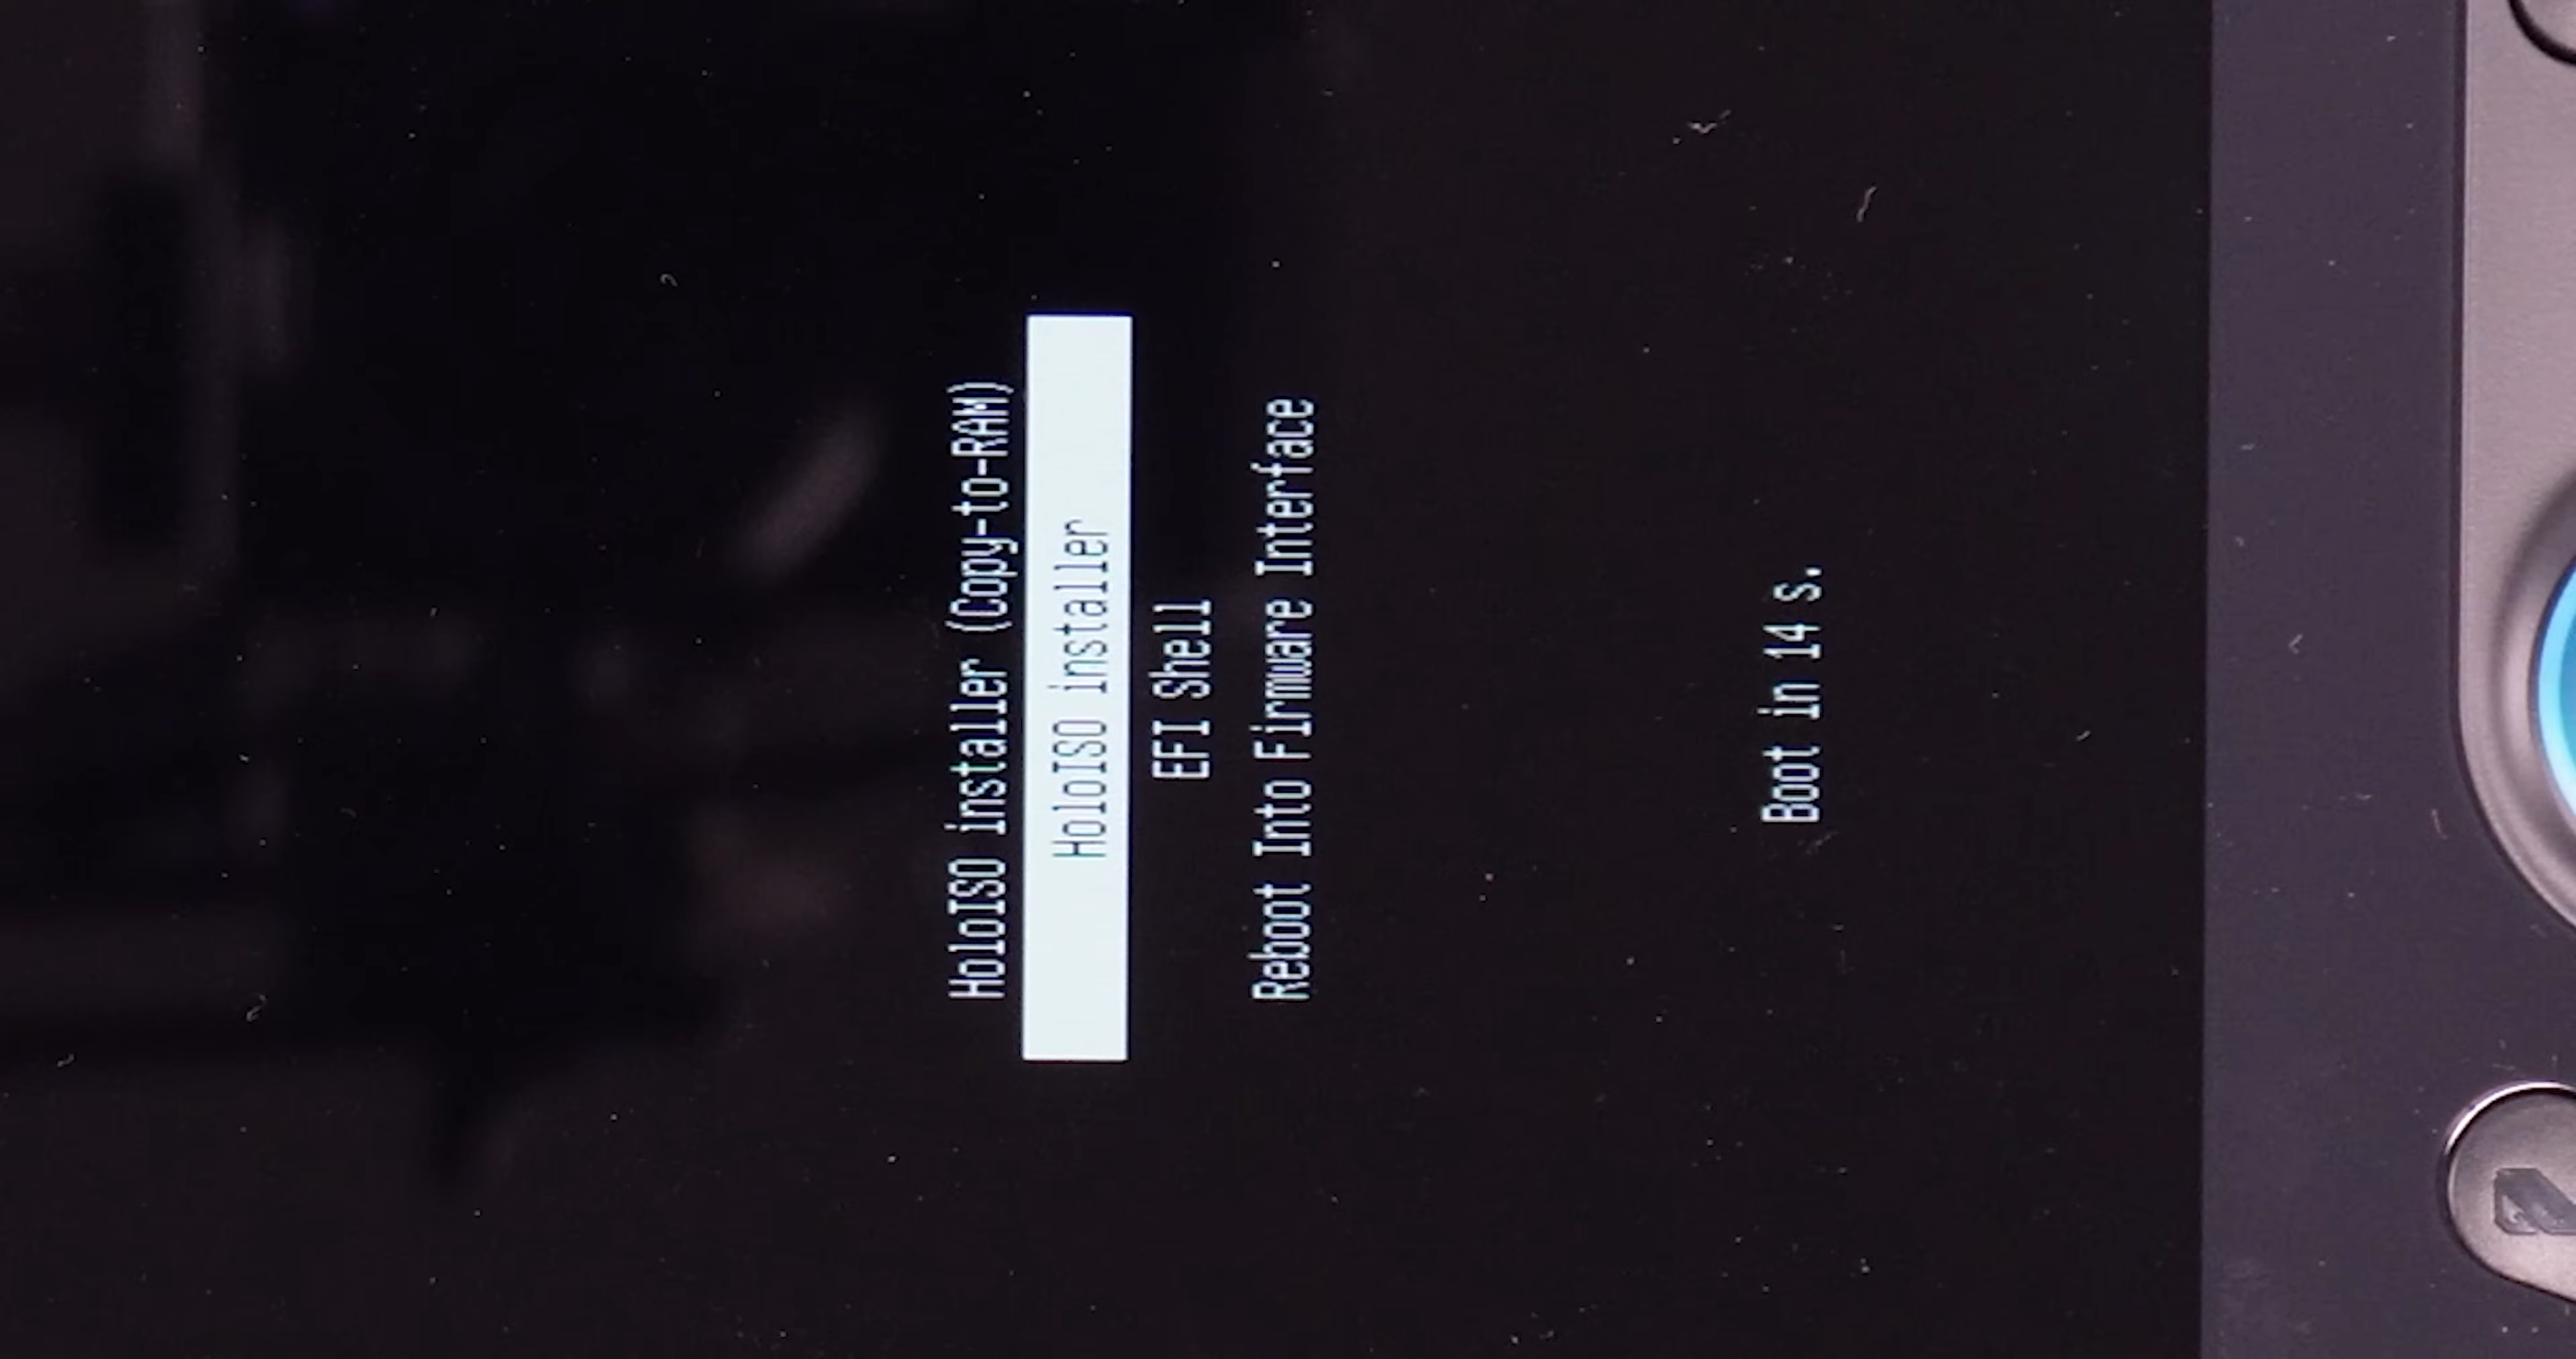 HoloISO installer (Copy-to-RAM)
HoloISO installer
EFI Shell
Reboot Into Firmware Interface
Boot in 14 s.